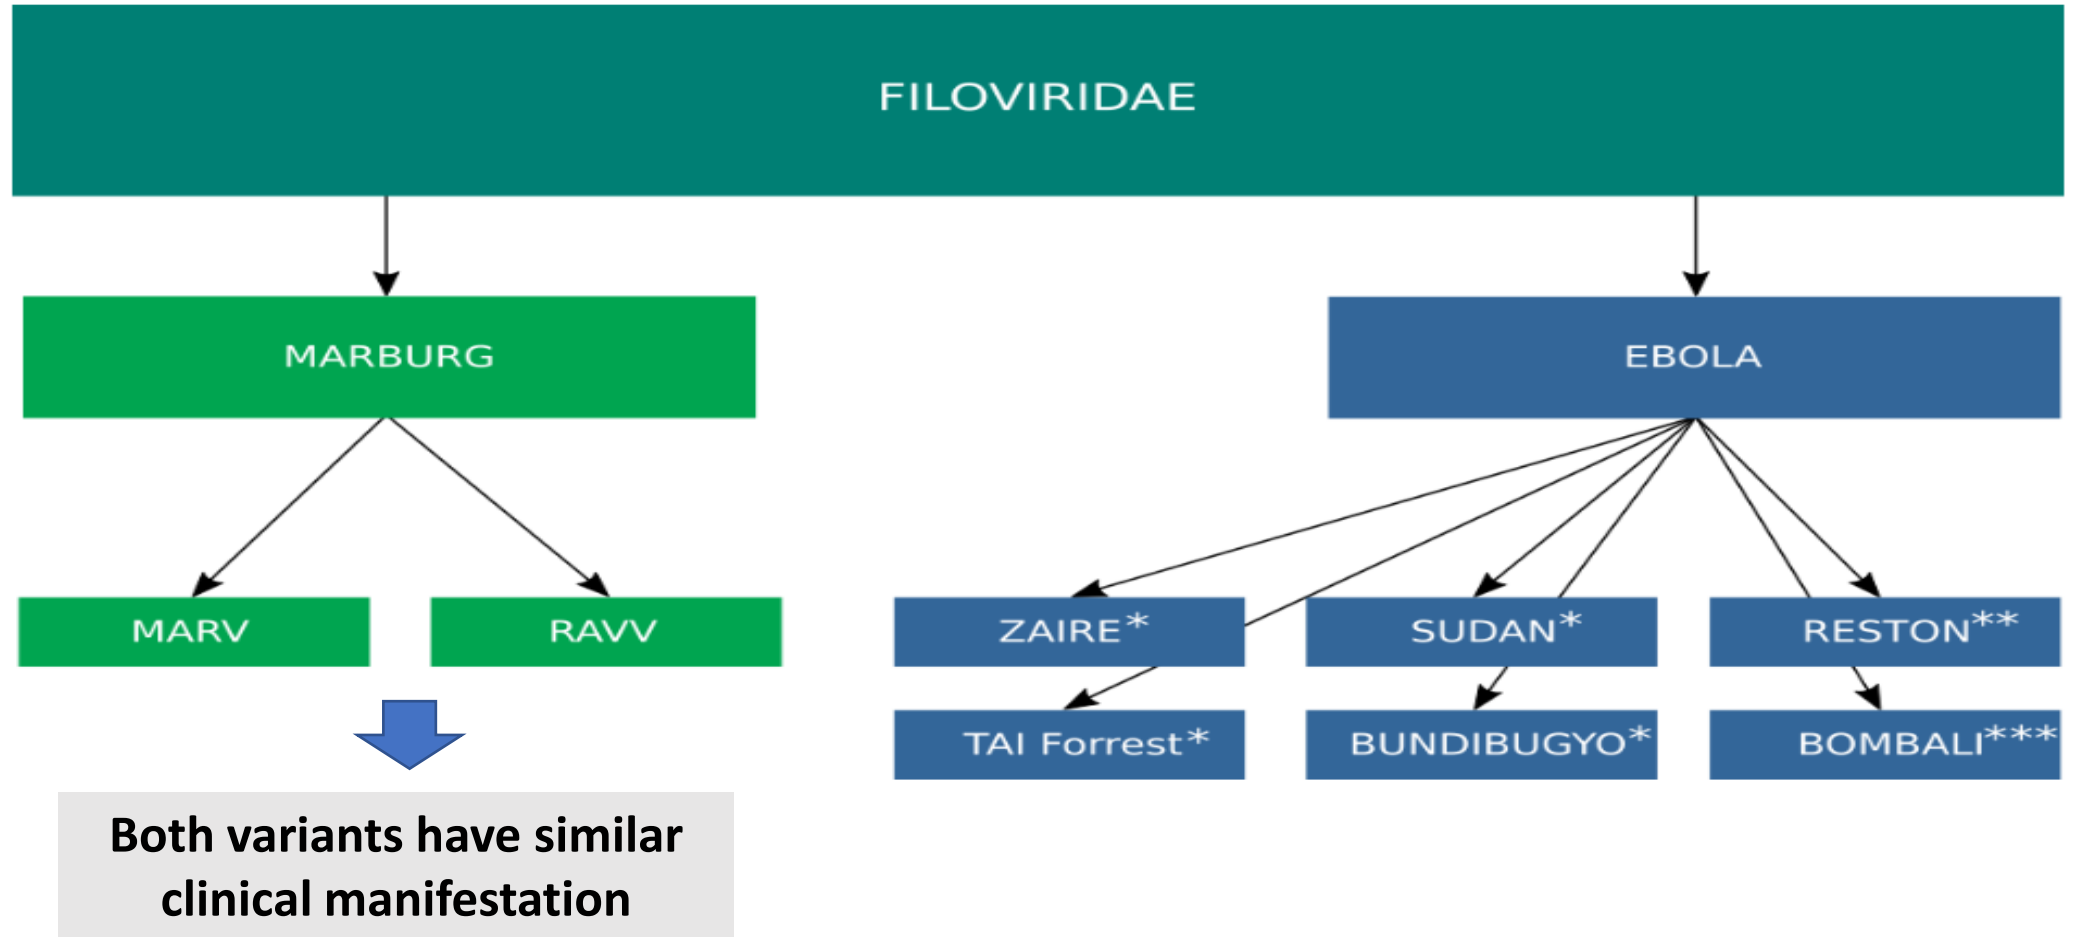 FILOVIRIDAE
MARBURG
EBOLA
MARV
RAVV
ZAIRE*
SUDAN*
RESTON**
TAI Forrest*
BUNDIBUGYO*
BOMBALI***
Both variants have similar
clinical manifestation